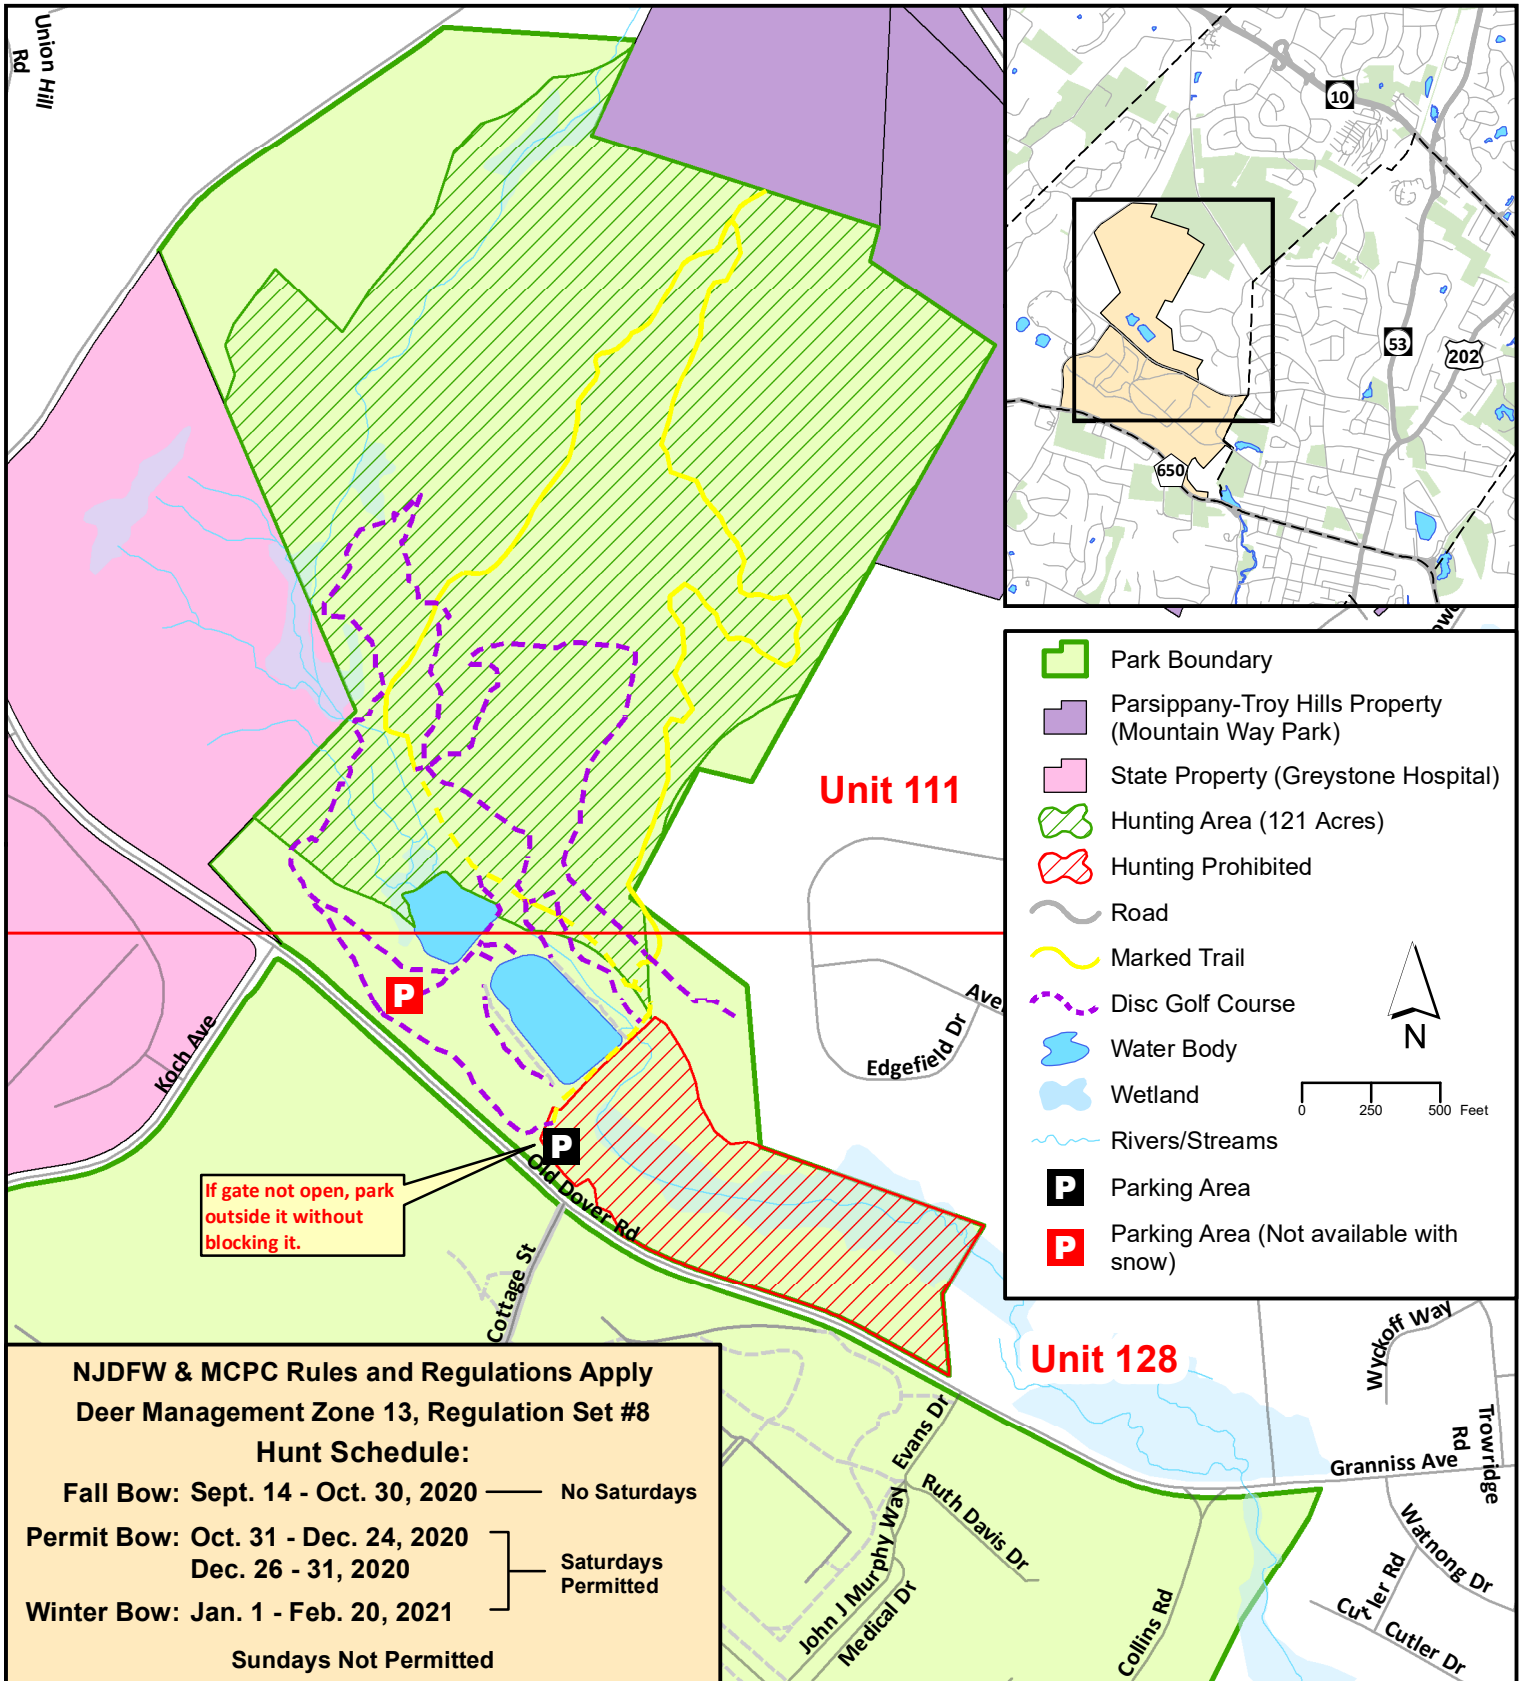 Union Hill
Rd
10
53
202
650
Unit 111
Edgefield Dr
Koch Ave
P
P
If gate not open, park
outside it without
blocking it.
Old Dover Rd
Cottage St
Park Boundary
Parsippany-Troy Hills Property
(Mountain Way Park)
State Property (Greystone Hospital)
Hunting Area (121 Acres)
Hunting Prohibited
Road
Marked Trail
Disc Golf Course
Water Body
Wetland
Rivers/Streams
P Parking Area
P Parking Area (Not available with
snow)
N
0 250 500 Feet
Unit 128
Wyckoff Way
Trowridge
Rd
Granniss Ave
Watnong Dr
Cutler Rd
Cutler Dr
Evans Dr
Ruth Davis Dr
John J Murphy Way
Medical Dr
Collins Rd
NJDFW & MCPC Rules and Regulations Apply
Deer Management Zone 13, Regulation Set #8
Hunt Schedule:
Fall Bow: Sept. 14 - Oct. 30, 2020 No Saturdays
Permit Bow: Oct. 31 - Dec. 24, 2020
Dec. 26 - 31, 2020
Saturdays
Permitted
Winter Bow: Jan. 1 - Feb. 20, 2021
Sundays Not Permitted